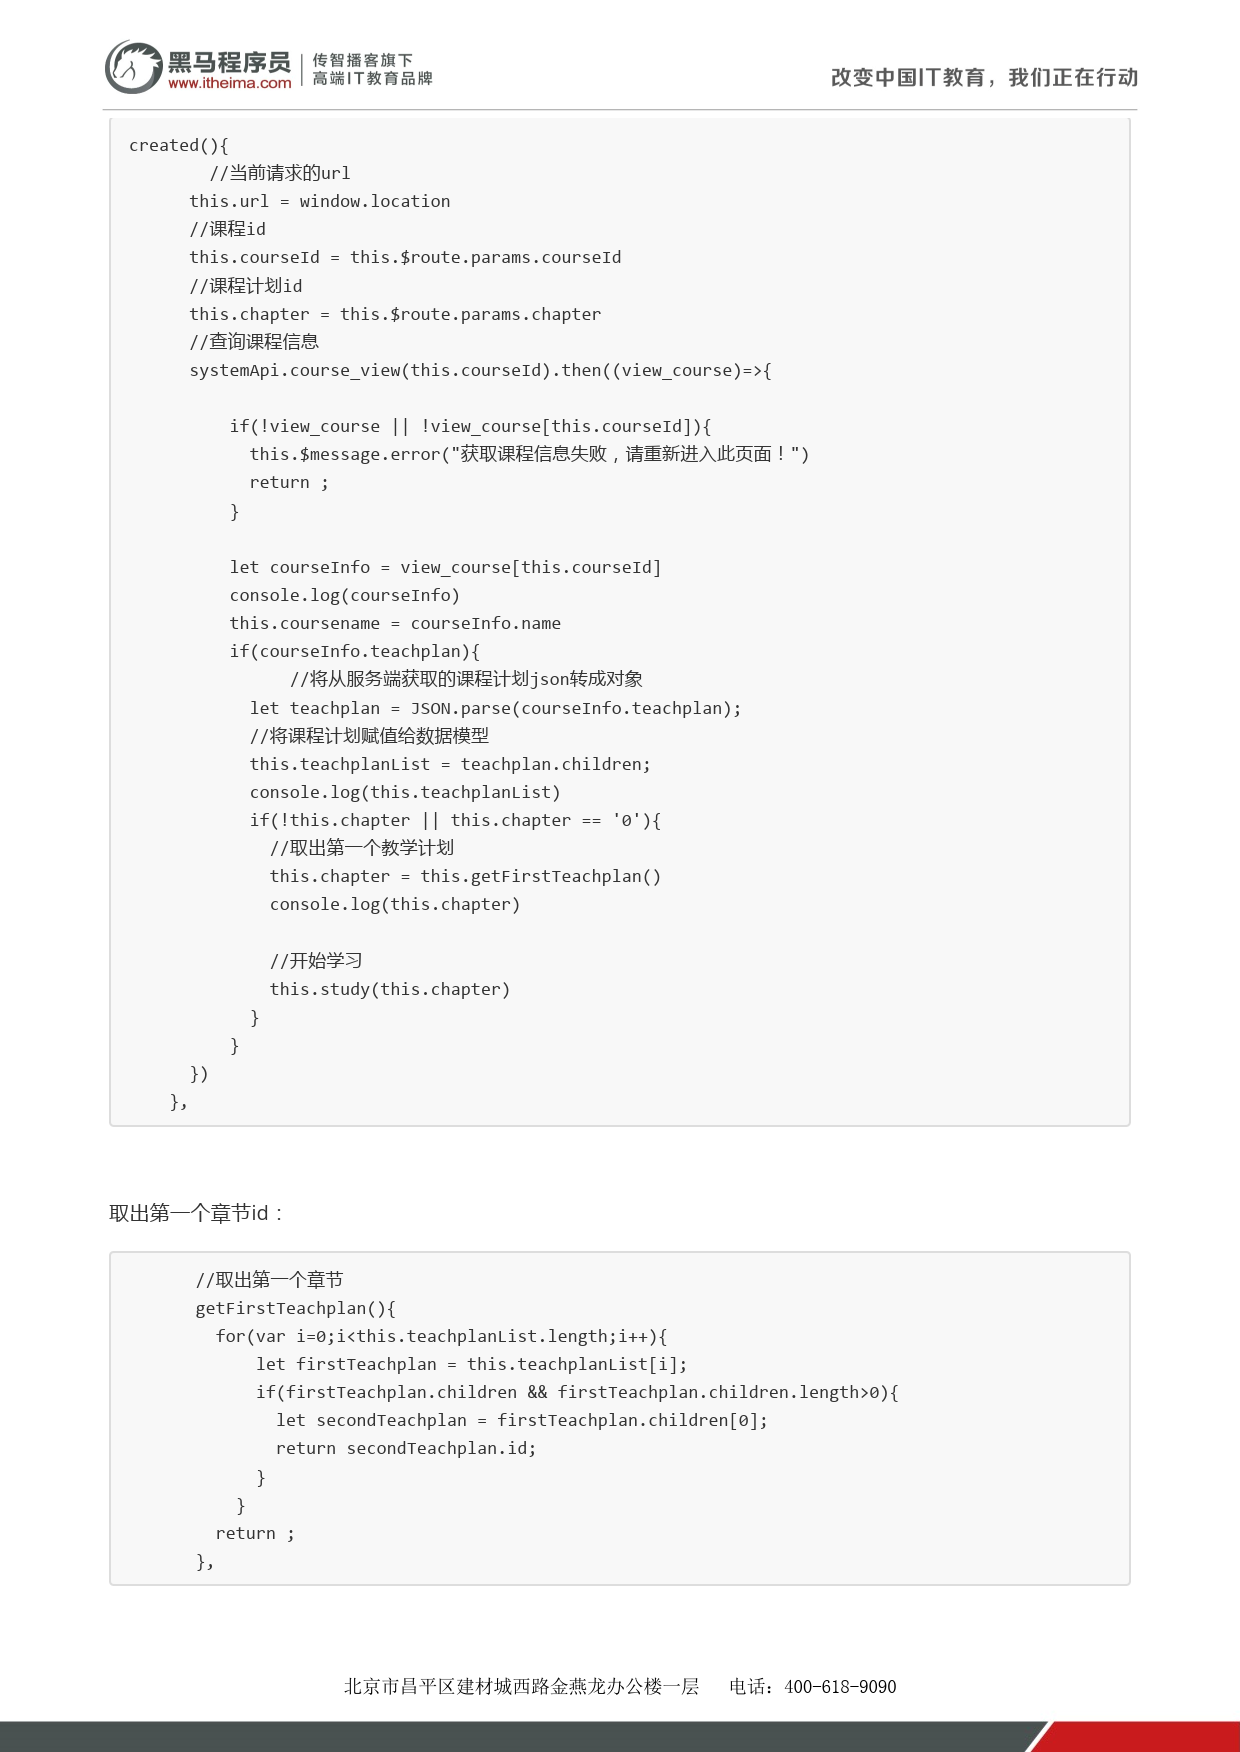 黑马程序员
www.itheima.com
传智播客旗下
高端IT教育品牌
改变中国IT教育，我们正在行动
created(){
        //当前请求的url
      this.url = window.location
      //课程id
      this.courseId = this.$route.params.courseId
      //课程计划id
      this.chapter = this.$route.params.chapter
      //查询课程信息
      systemApi.course_view(this.courseId).then((view_course)=>{

          if(!view_course || !view_course[this.courseId]){
            this.$message.error("获取课程信息失败，请重新进入此页面！")
            return ;
          }

          let courseInfo = view_course[this.courseId]
          console.log(courseInfo)
          this.coursename = courseInfo.name
          if(courseInfo.teachplan){
                //将从服务端获取的课程计划json转成对象
            let teachplan = JSON.parse(courseInfo.teachplan);
            //将课程计划赋值给数据模型
            this.teachplanList = teachplan.children;
            console.log(this.teachplanList)
            if(!this.chapter || this.chapter == '0'){
              //取出第一个教学计划
              this.chapter = this.getFirstTeachplan()
              console.log(this.chapter)

              //开始学习
              this.study(this.chapter)
            }
          }
      })
    },
取出第一个章节id：
      //取出第一个章节
      getFirstTeachplan(){
        for(var i=0;i<this.teachplanList.length;i++){
            let firstTeachplan = this.teachplanList[i];
            if(firstTeachplan.children && firstTeachplan.children.length>0){
              let secondTeachplan = firstTeachplan.children[0];
              return secondTeachplan.id;
            }
          }
        return ;
      },
北京市昌平区建材城西路金燕龙办公楼一层   电话：400-618-9090